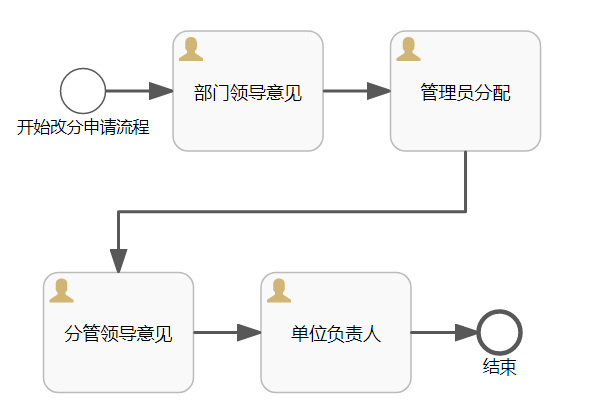 部门领导意见
管理员分配
开始改分申请流程
分管领导意见
单位负责人
结束